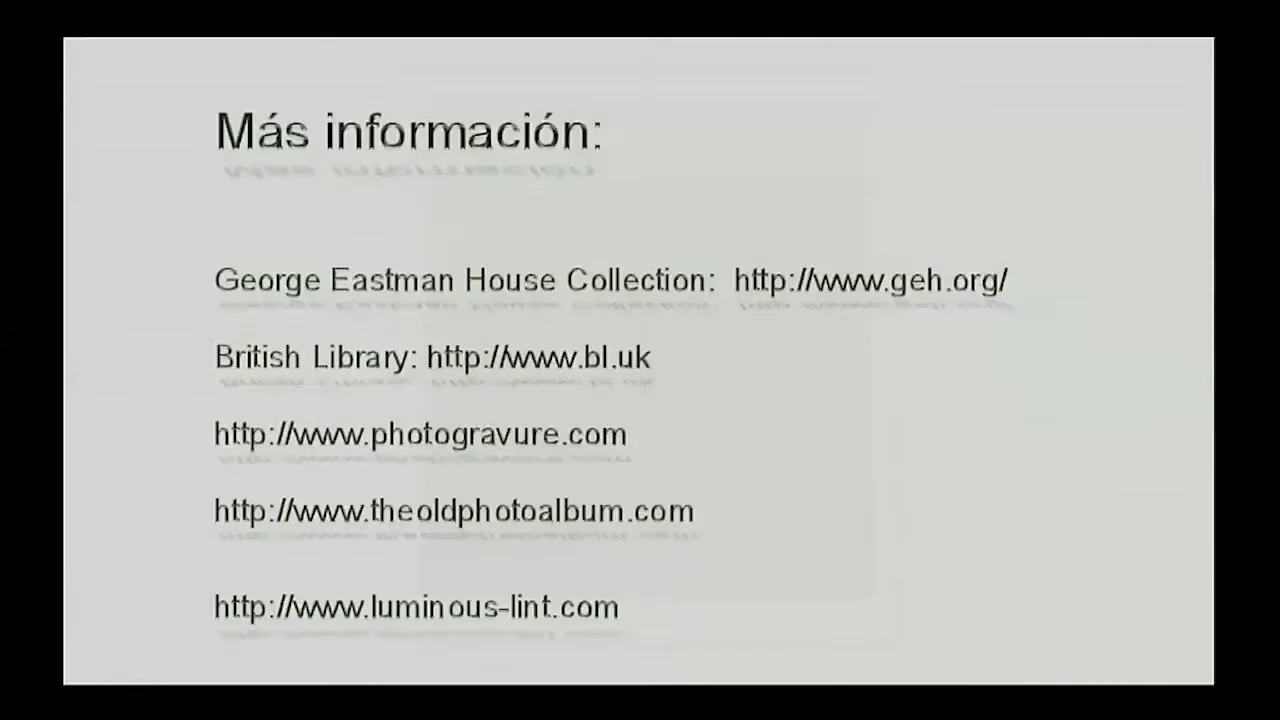 Más información:
George Eastman House Collection: http://www.geh.org/
British Library: http://www.bl.uk
http://www.photogravure.com
http://www.theoldphotoalbum.com
http://www.luminous-lint.com